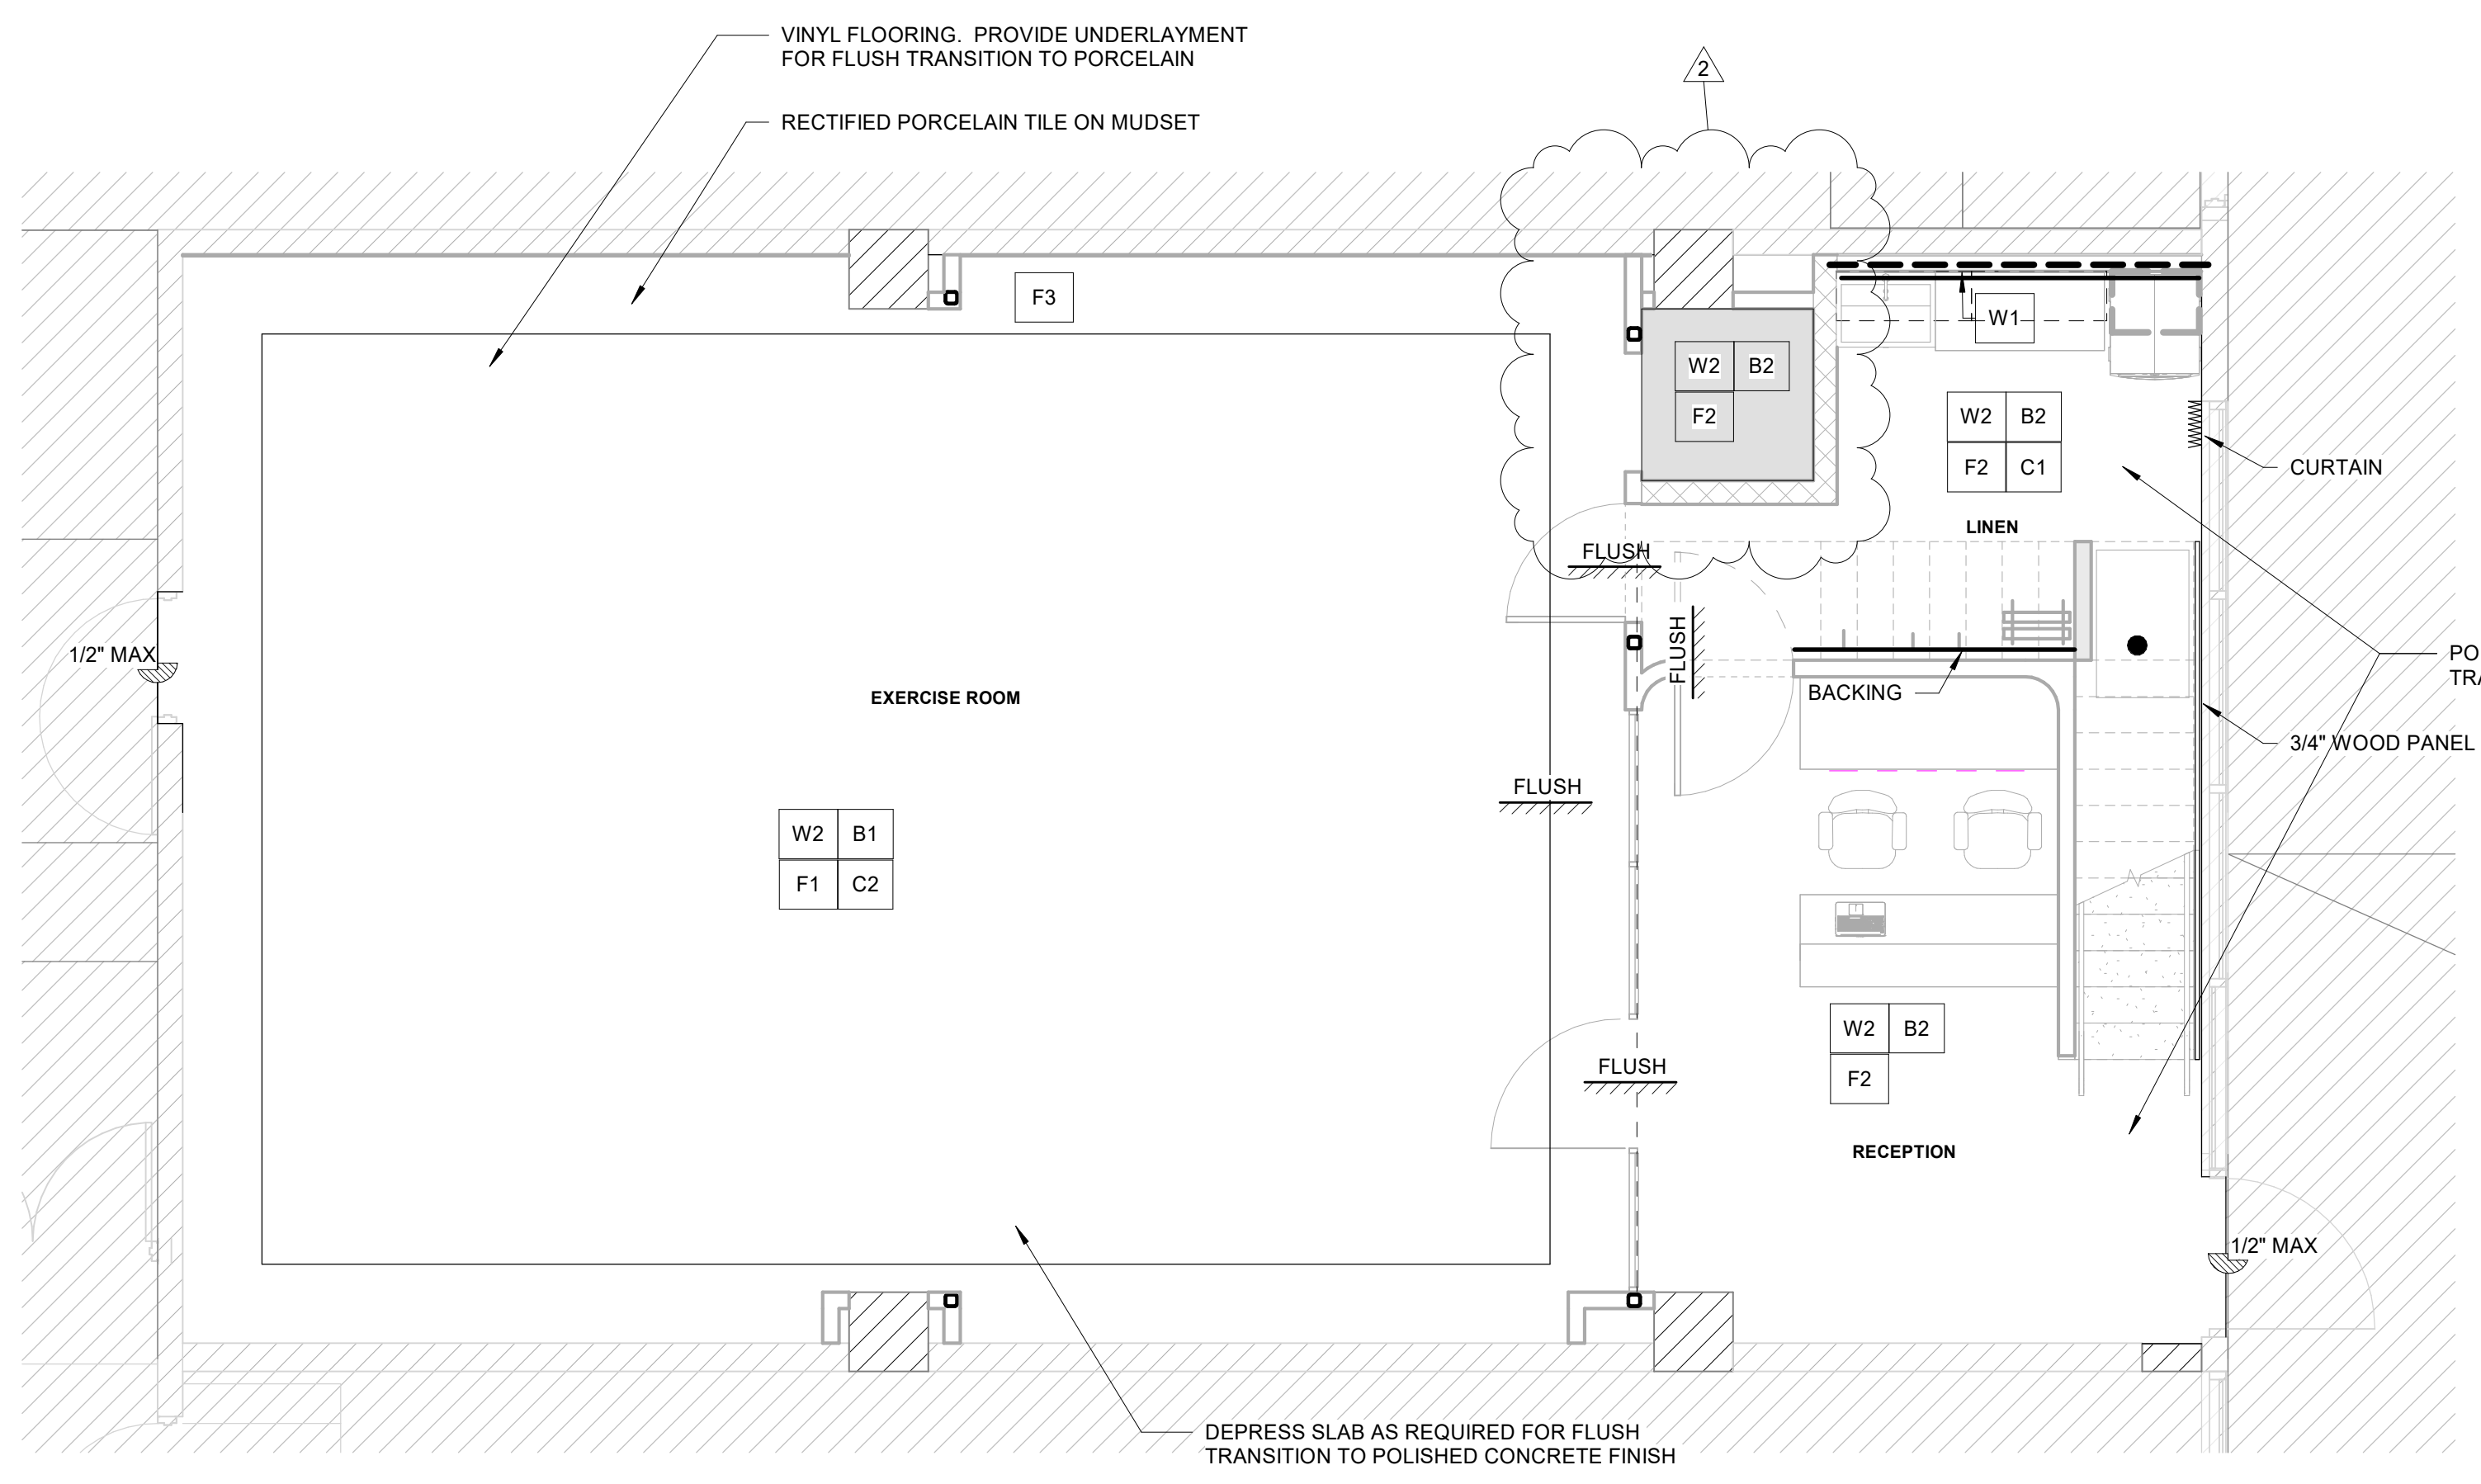 VINYL FLOORING. PROVIDE UNDERLAYMENT
FOR FLUSH TRANSITION TO PORCELAIN
2
RECTIFIED PORCELAIN TILE ON MUDSET
F3
W1
W2 B2
F2
W2 B2
F2 C1
CURTAIN
LINEN
FLUSH
FLUSH
1/2" MAX
PO
TRA
EXERCISE ROOM
BACKING
3/4" WOOD PANEL
FLUSH
W2 B1
F1 C2
W2 B2
F2
FLUSH
RECEPTION
1/2" MAX
DEPRESS SLAB AS REQUIRED FOR FLUSH
TRANSITION TO POLISHED CONCRETE FINISH